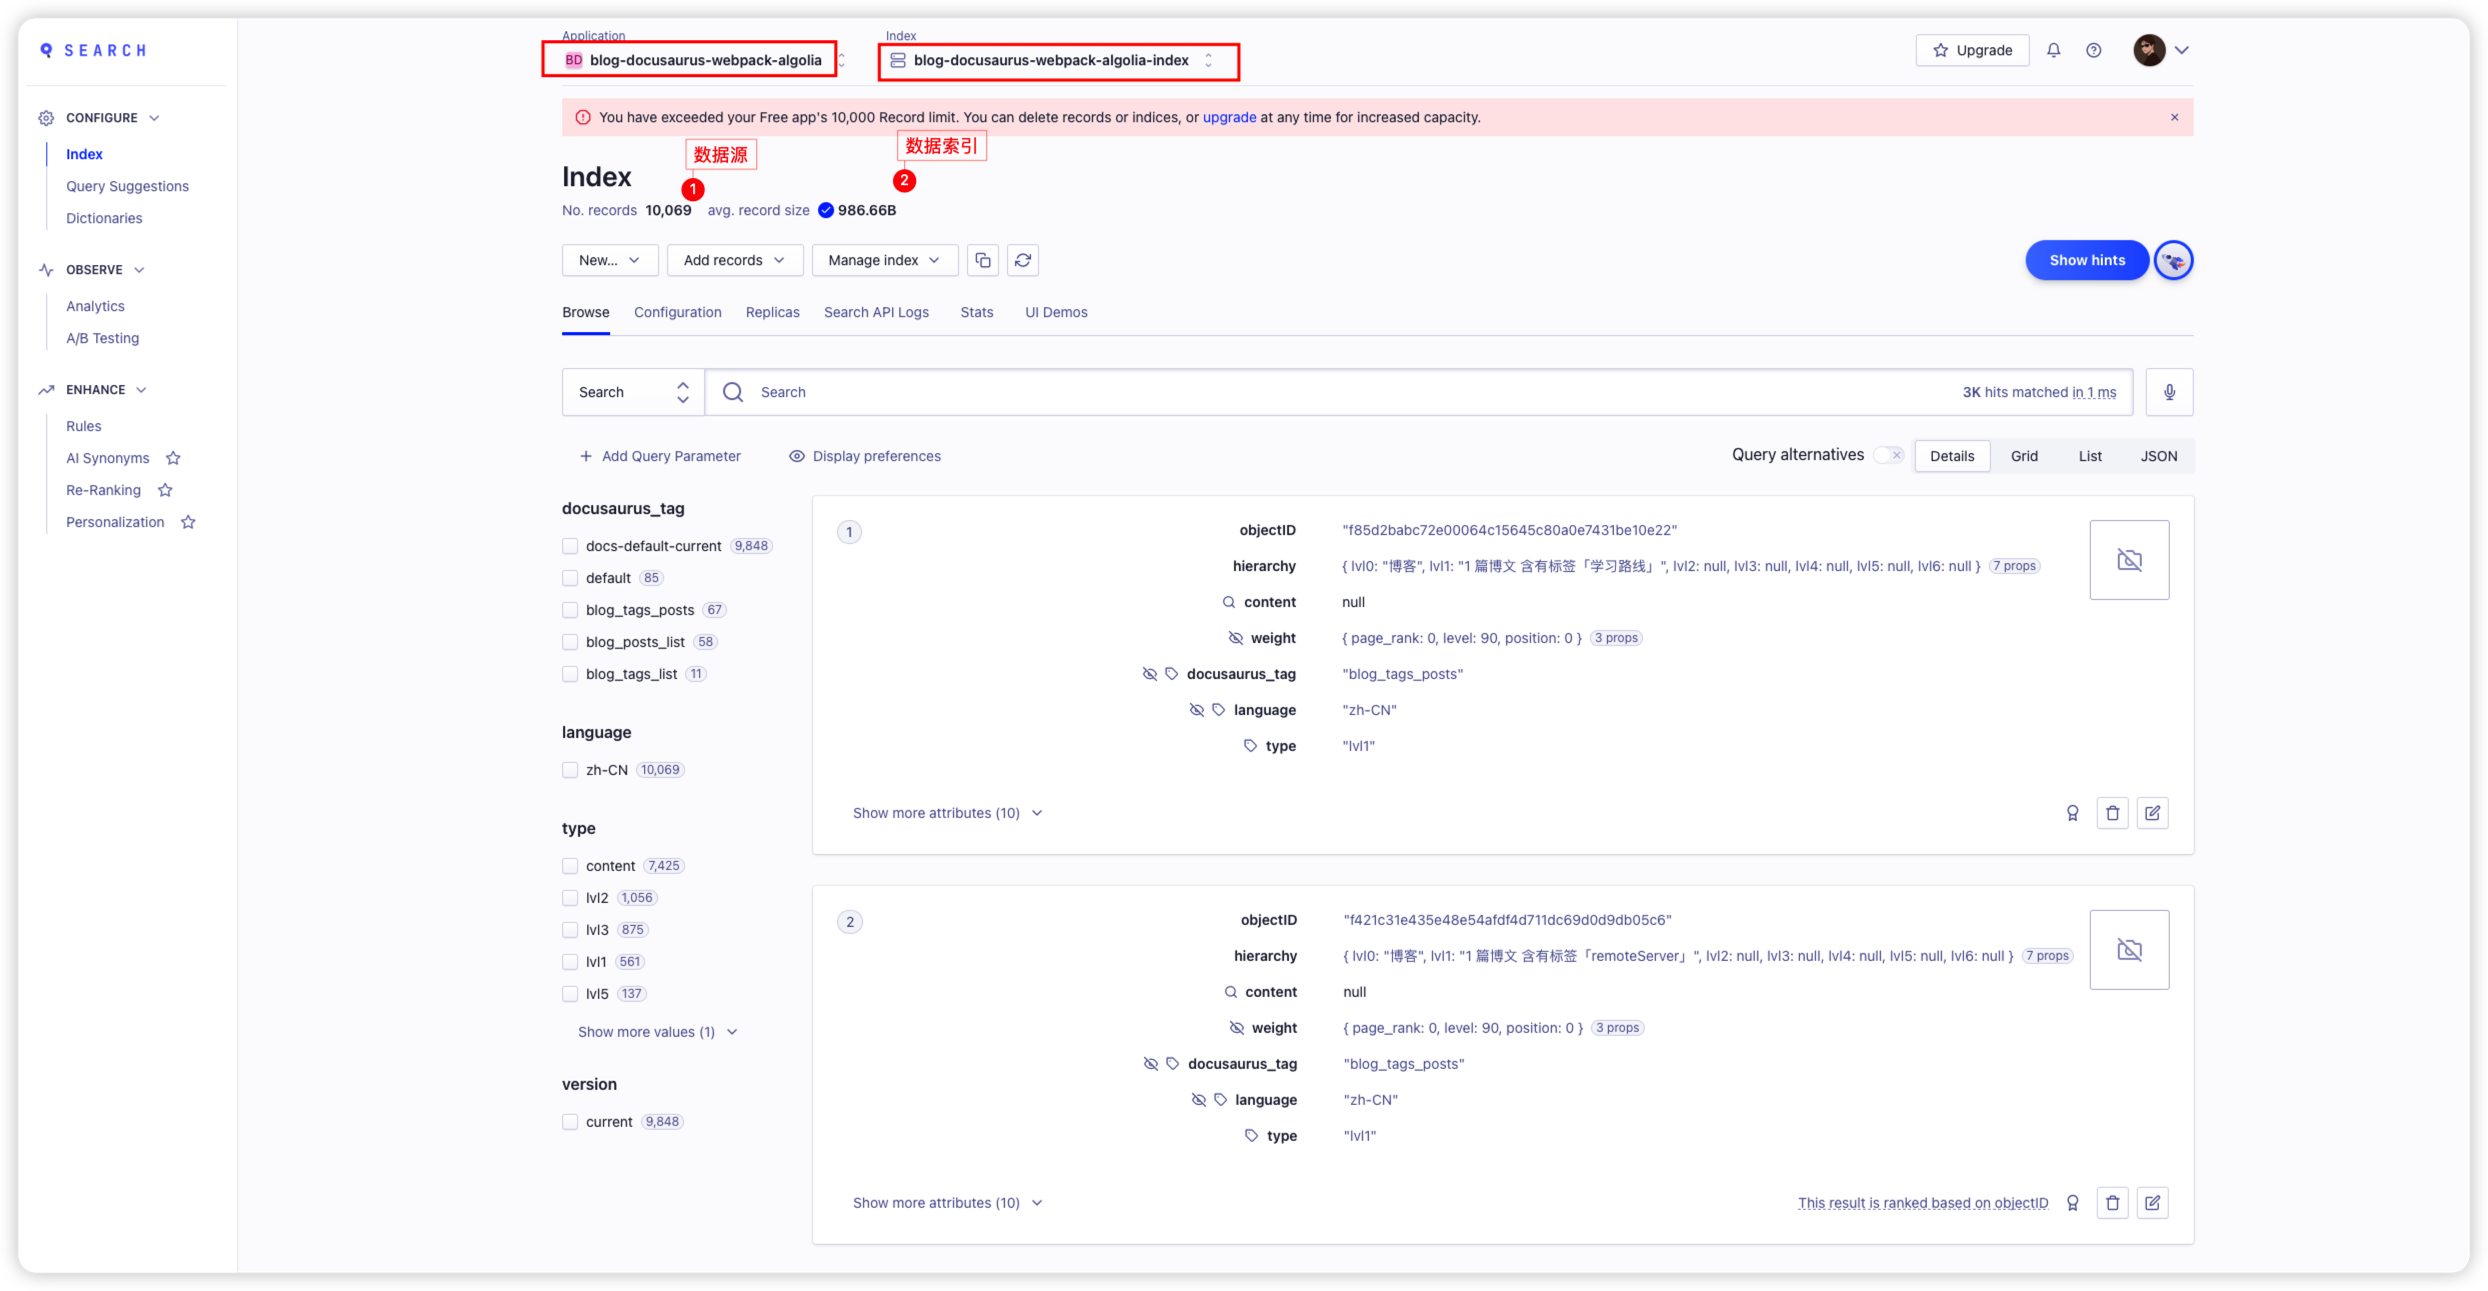 SEARCH
CONFIGURE
Index
Query Suggestions
Dictionaries
OBSERVE
Analytics
A/B Testing
ENHANCE
Rules
AI Synonyms
Re-Ranking
Personalization
Application
BD blog-docusaurus-webpack-algolia
Index
blog-docusaurus-webpack-algolia-index
Upgrade
You have exceeded your Free app's 10,000 Record limit. You can delete records or indices, or upgrade at any time for increased capacity.
数据源
1
数据索引
2
Index
No. records 10,069 avg. record size 986.66B
New... Add records Manage index
Show hints
Browse Configuration Replicas Search API Logs Stats UI Demos
Search Search 3K hits matched in 1 ms
Add Query Parameter Display preferences
Query alternatives Details Grid List JSON
docusaurus_tag
docs-default-current 9,848
default 85
blog_tags_posts 67
blog_posts_list 58
blog_tags_list 11
language
zh-CN 10,069
type
content 7,425
lvl2 1,056
lvl3 875
lvl1 561
lvl5 137
Show more values (1)
version
current 9,848
1
objectID "f85d2babc72e00064c15645c80a0e7431be10e22"
hierarchy { lvl0: "博客", lvl1: "1 篇博文 含有标签「学习路线」", lvl2: null, lvl3: null, lvl4: null, lvl5: null, lvl6: null } 7 props
content null
weight { page_rank: 0, level: 90, position: 0 } 3 props
docusaurus_tag "blog_tags_posts"
language "zh-CN"
type "lvl1"
Show more attributes (10)
2
objectID "f421c31e435e48e54afdf4d711dc69d0d9db05c6"
hierarchy { lvl0: "博客", lvl1: "1 篇博文 含有标签「remoteServer」", lvl2: null, lvl3: null, lvl4: null, lvl5: null, lvl6: null } 7 props
content null
weight { page_rank: 0, level: 90, position: 0 } 3 props
docusaurus_tag "blog_tags_posts"
language "zh-CN"
type "lvl1"
Show more attributes (10)
This result is ranked based on objectID